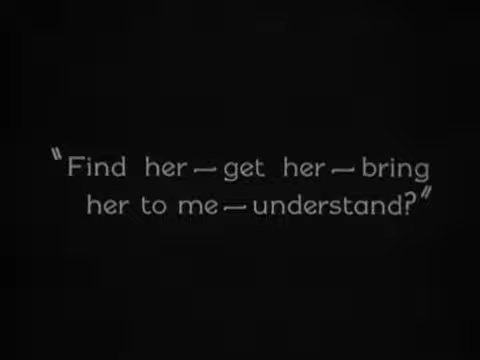 "Find her—get her—bring
her to me—understand?"